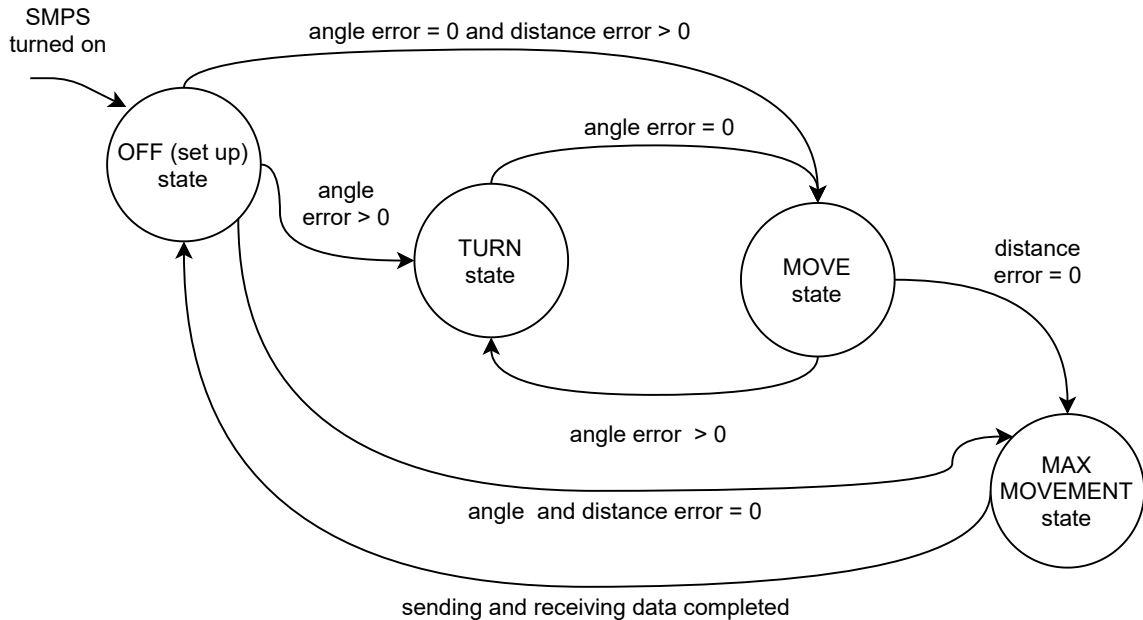 SMPS
turned on
angle error = 0 and distance error > 0
OFF (set up)
state
angle error = 0
angle
error > 0
TURN
state
MOVE
state
distance
error = 0
angle error  > 0
MAX
MOVEMENT
state
angle  and distance error = 0
sending and receiving data completed